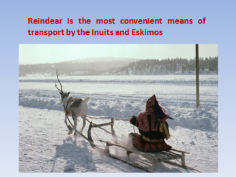 Reindear is the most convenient means of
transport by the Inuits and Eskimos